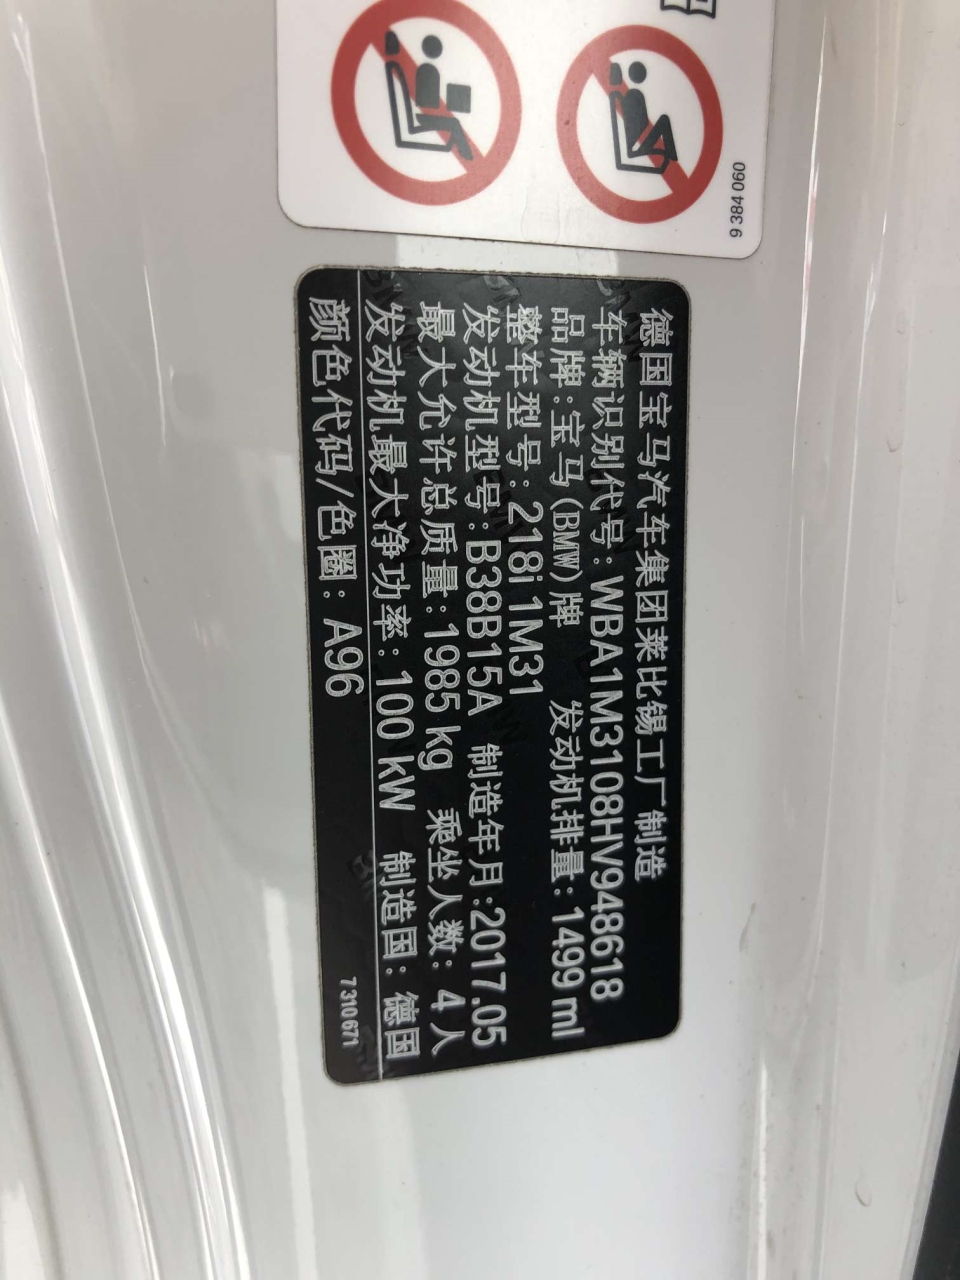 9 384 060
德国宝马汽车集团莱比锡工厂制造
车辆识别代号: WBA1M3108HV948618
品牌:宝马(BMW)牌 发动机排量: 1499 ml
整车型号: 218i 1M31
发动机型号: B38B15A 制造年月:2017.05
最大允许总质量: 1985 kg 乘坐人数: 4 人
发动机最大净功率: 100 kW 制造国: 德国
颜色代码/色圈: A96
7 310 671